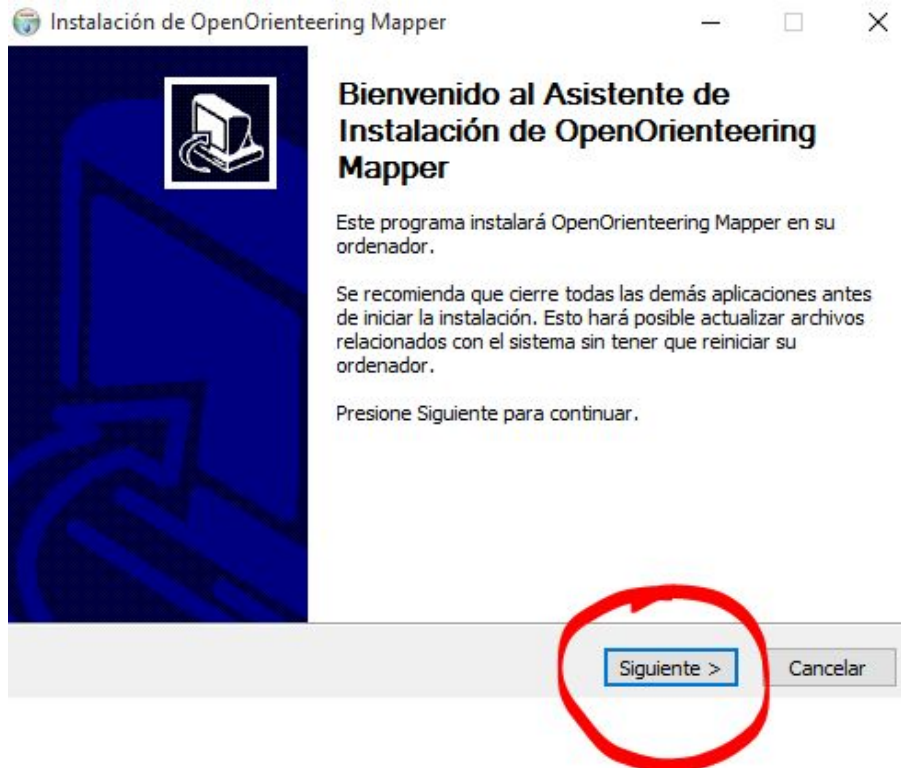 Instalación de OpenOrienteering Mapper
Bienvenido al Asistente de
Instalación de OpenOrienteering
Mapper
Este programa instalará OpenOrienteering Mapper en su
ordenador.
Se recomienda que cierre todas las demás aplicaciones antes
de iniciar la instalación. Esto hará posible actualizar archivos
relacionados con el sistema sin tener que reiniciar su
ordenador.
Presione Siguiente para continuar.
Siguiente > Cancelar